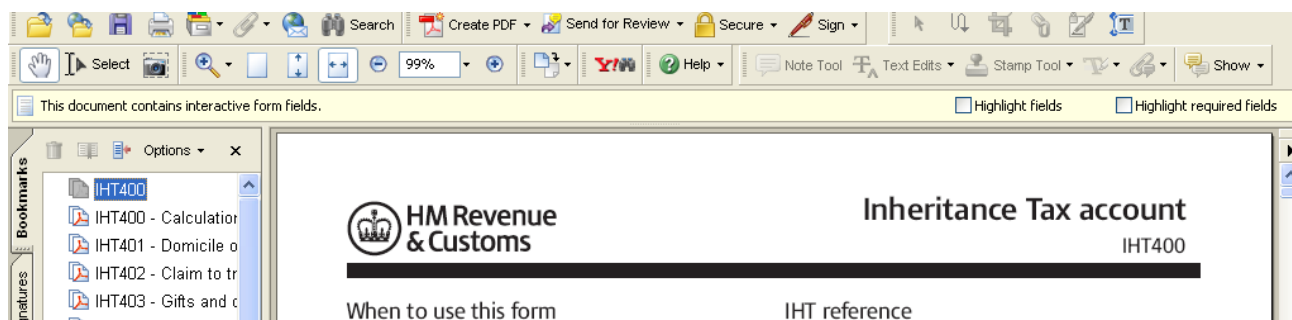 Search Create PDF Send for Review Secure Sign
Select 99% Y! Help Note Tool Text Edits Stamp Tool Show
This document contains interactive form fields. Highlight fields Highlight required fields
Bookmarks
Options x
IHT400
IHT400 - Calculation
IHT401 - Domicile o
IHT402 - Claim to tr
IHT403 - Gifts and
gnatures
HM Revenue
& Customs
Inheritance Tax account
IHT400
When to use this form
IHT reference